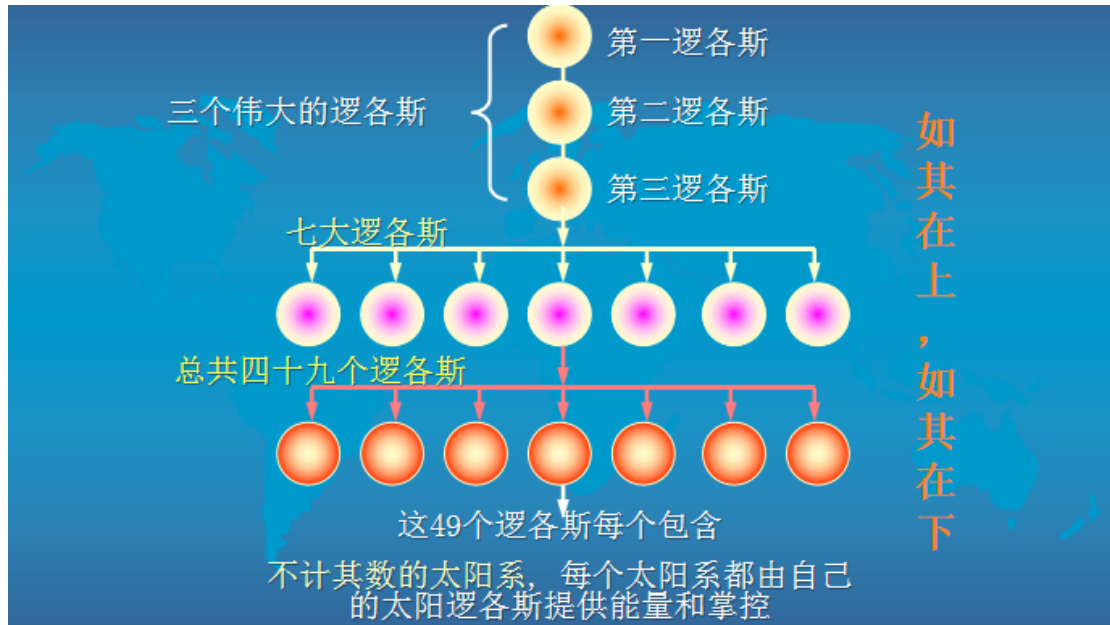 第一逻各斯
三个伟大的逻各斯
第二逻各斯
第三逻各斯
七大逻各斯
总共四十九个逻各斯
这49个逻各斯每个包含
不计其数的太阳系，每个太阳系都由自己
的太阳逻各斯提供能量和掌控
如其在上，如其在下